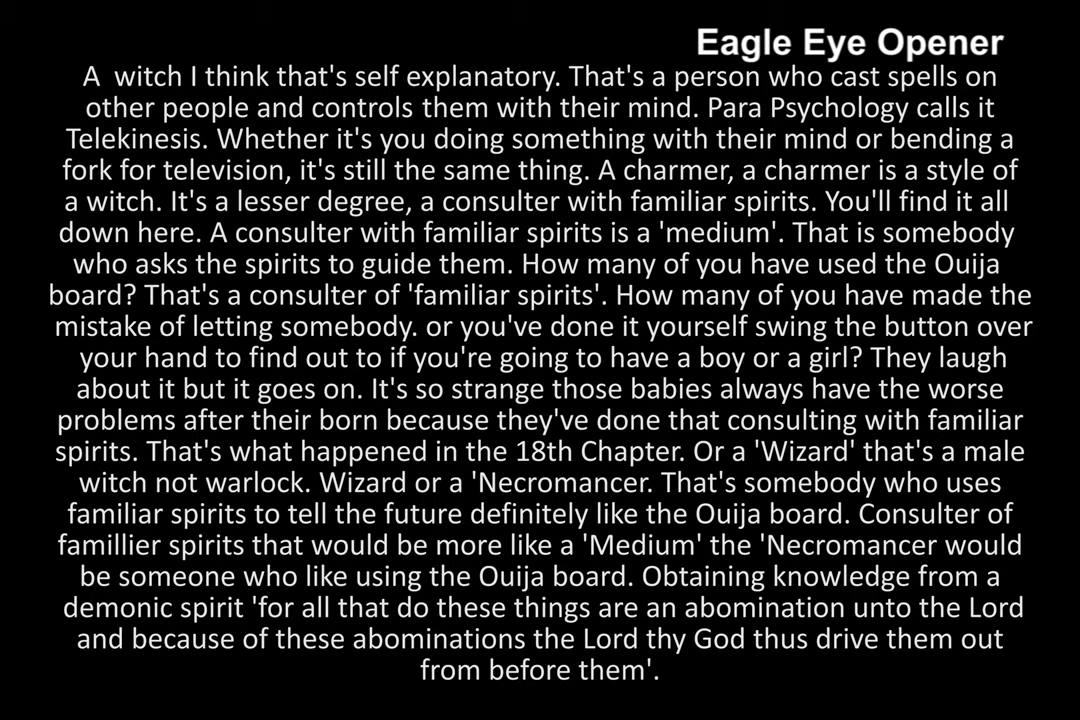 Eagle Eye Opener
A  witch I think that's self explanatory. That's a person who cast spells on
other people and controls them with their mind. Para Psychology calls it
Telekinesis. Whether it's you doing something with their mind or bending a
fork for television, it's still the same thing. A charmer, a charmer is a style of
a witch. It's a lesser degree, a consulter with familiar spirits. You'll find it all
down here. A consulter with familiar spirits is a 'medium'. That is somebody
who asks the spirits to guide them. How many of you have used the Ouija
board? That's a consulter of 'familiar spirits'. How many of you have made the
mistake of letting somebody. or you've done it yourself swing the button over
your hand to find out to if you're going to have a boy or a girl? They laugh
about it but it goes on. It's so strange those babies always have the worse
problems after their born because they've done that consulting with familiar
spirits. That's what happened in the 18th Chapter. Or a 'Wizard' that's a male
witch not warlock. Wizard or a 'Necromancer. That's somebody who uses
familiar spirits to tell the future definitely like the Ouija board. Consulter of
famillier spirits that would be more like a 'Medium' the 'Necromancer would
be someone who like using the Ouija board. Obtaining knowledge from a
demonic spirit 'for all that do these things are an abomination unto the Lord
and because of these abominations the Lord thy God thus drive them out
from before them'.